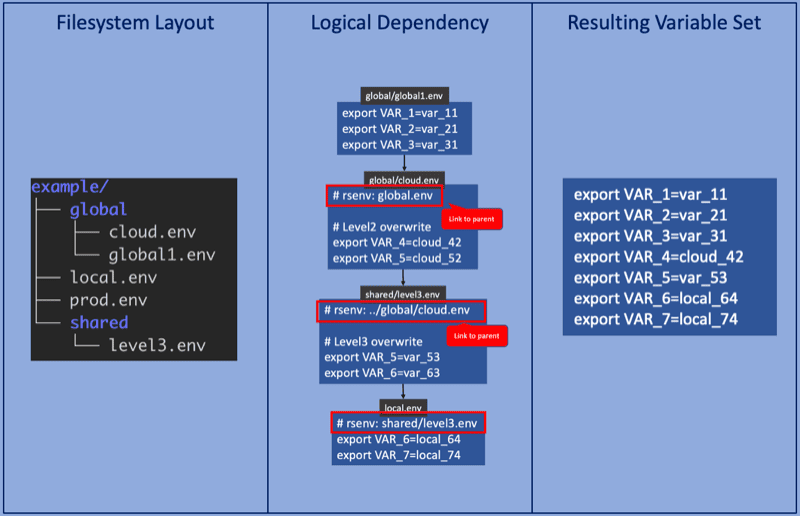 Filesystem Layout
Logical Dependency
Resulting Variable Set
example/
global
cloud.env
global1.env
local.env
prod.env
shared
level3.env
global/global1.env
export VAR_1=var_11
export VAR_2=var_21
export VAR_3=var_31
global/cloud.env
# rsenv: global.env
Link to parent
# Level2 overwrite
export VAR_4=cloud_42
export VAR_5=cloud_52
shared/level3.env
# rsenv: ../global/cloud.env
Link to parent
# Level3 overwrite
export VAR_5=var_53
export VAR_6=var_63
local.env
# rsenv: shared/level3.env
export VAR_6=local_64
export VAR_7=local_74
export VAR_1=var_11
export VAR_2=var_21
export VAR_3=var_31
export VAR_4=cloud_42
export VAR_5=var_53
export VAR_6=local_64
export VAR_7=local_74